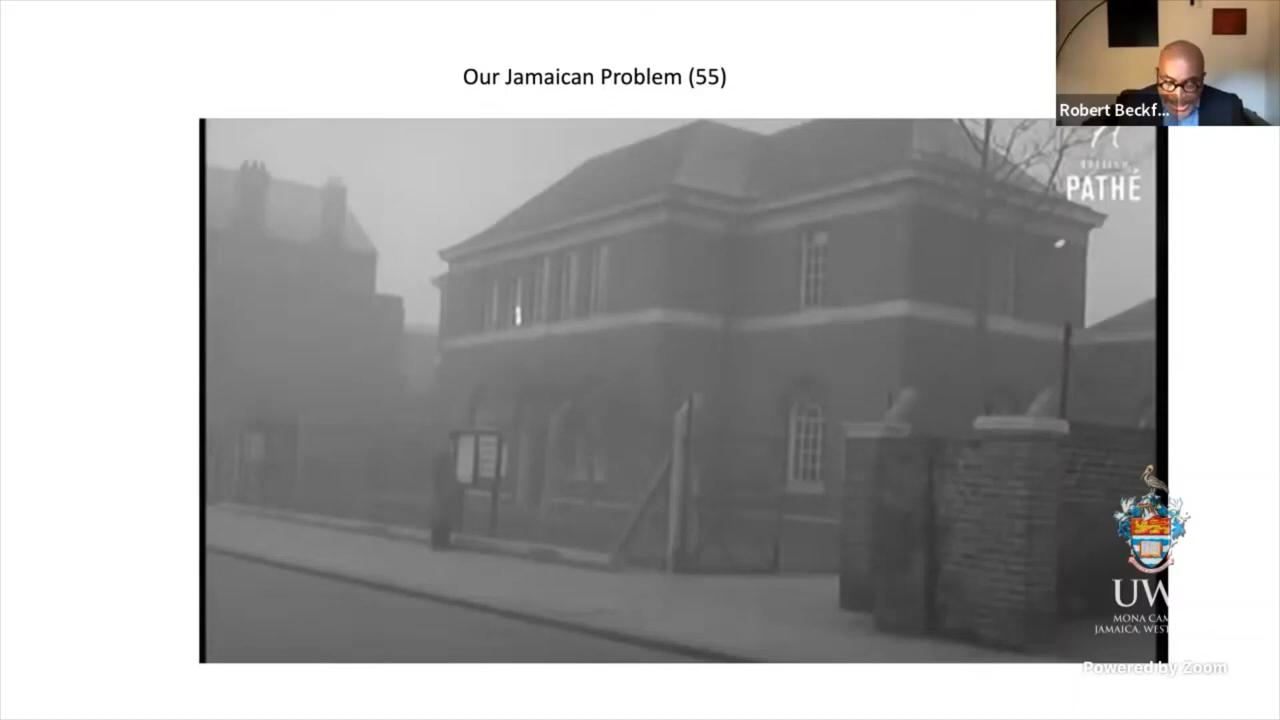 Our Jamaican Problem (55)
Robert Beckf...
BRITISH
PATHÉ
UW
MONA CAM
JAMAICA, WEST
Powered by Zoom